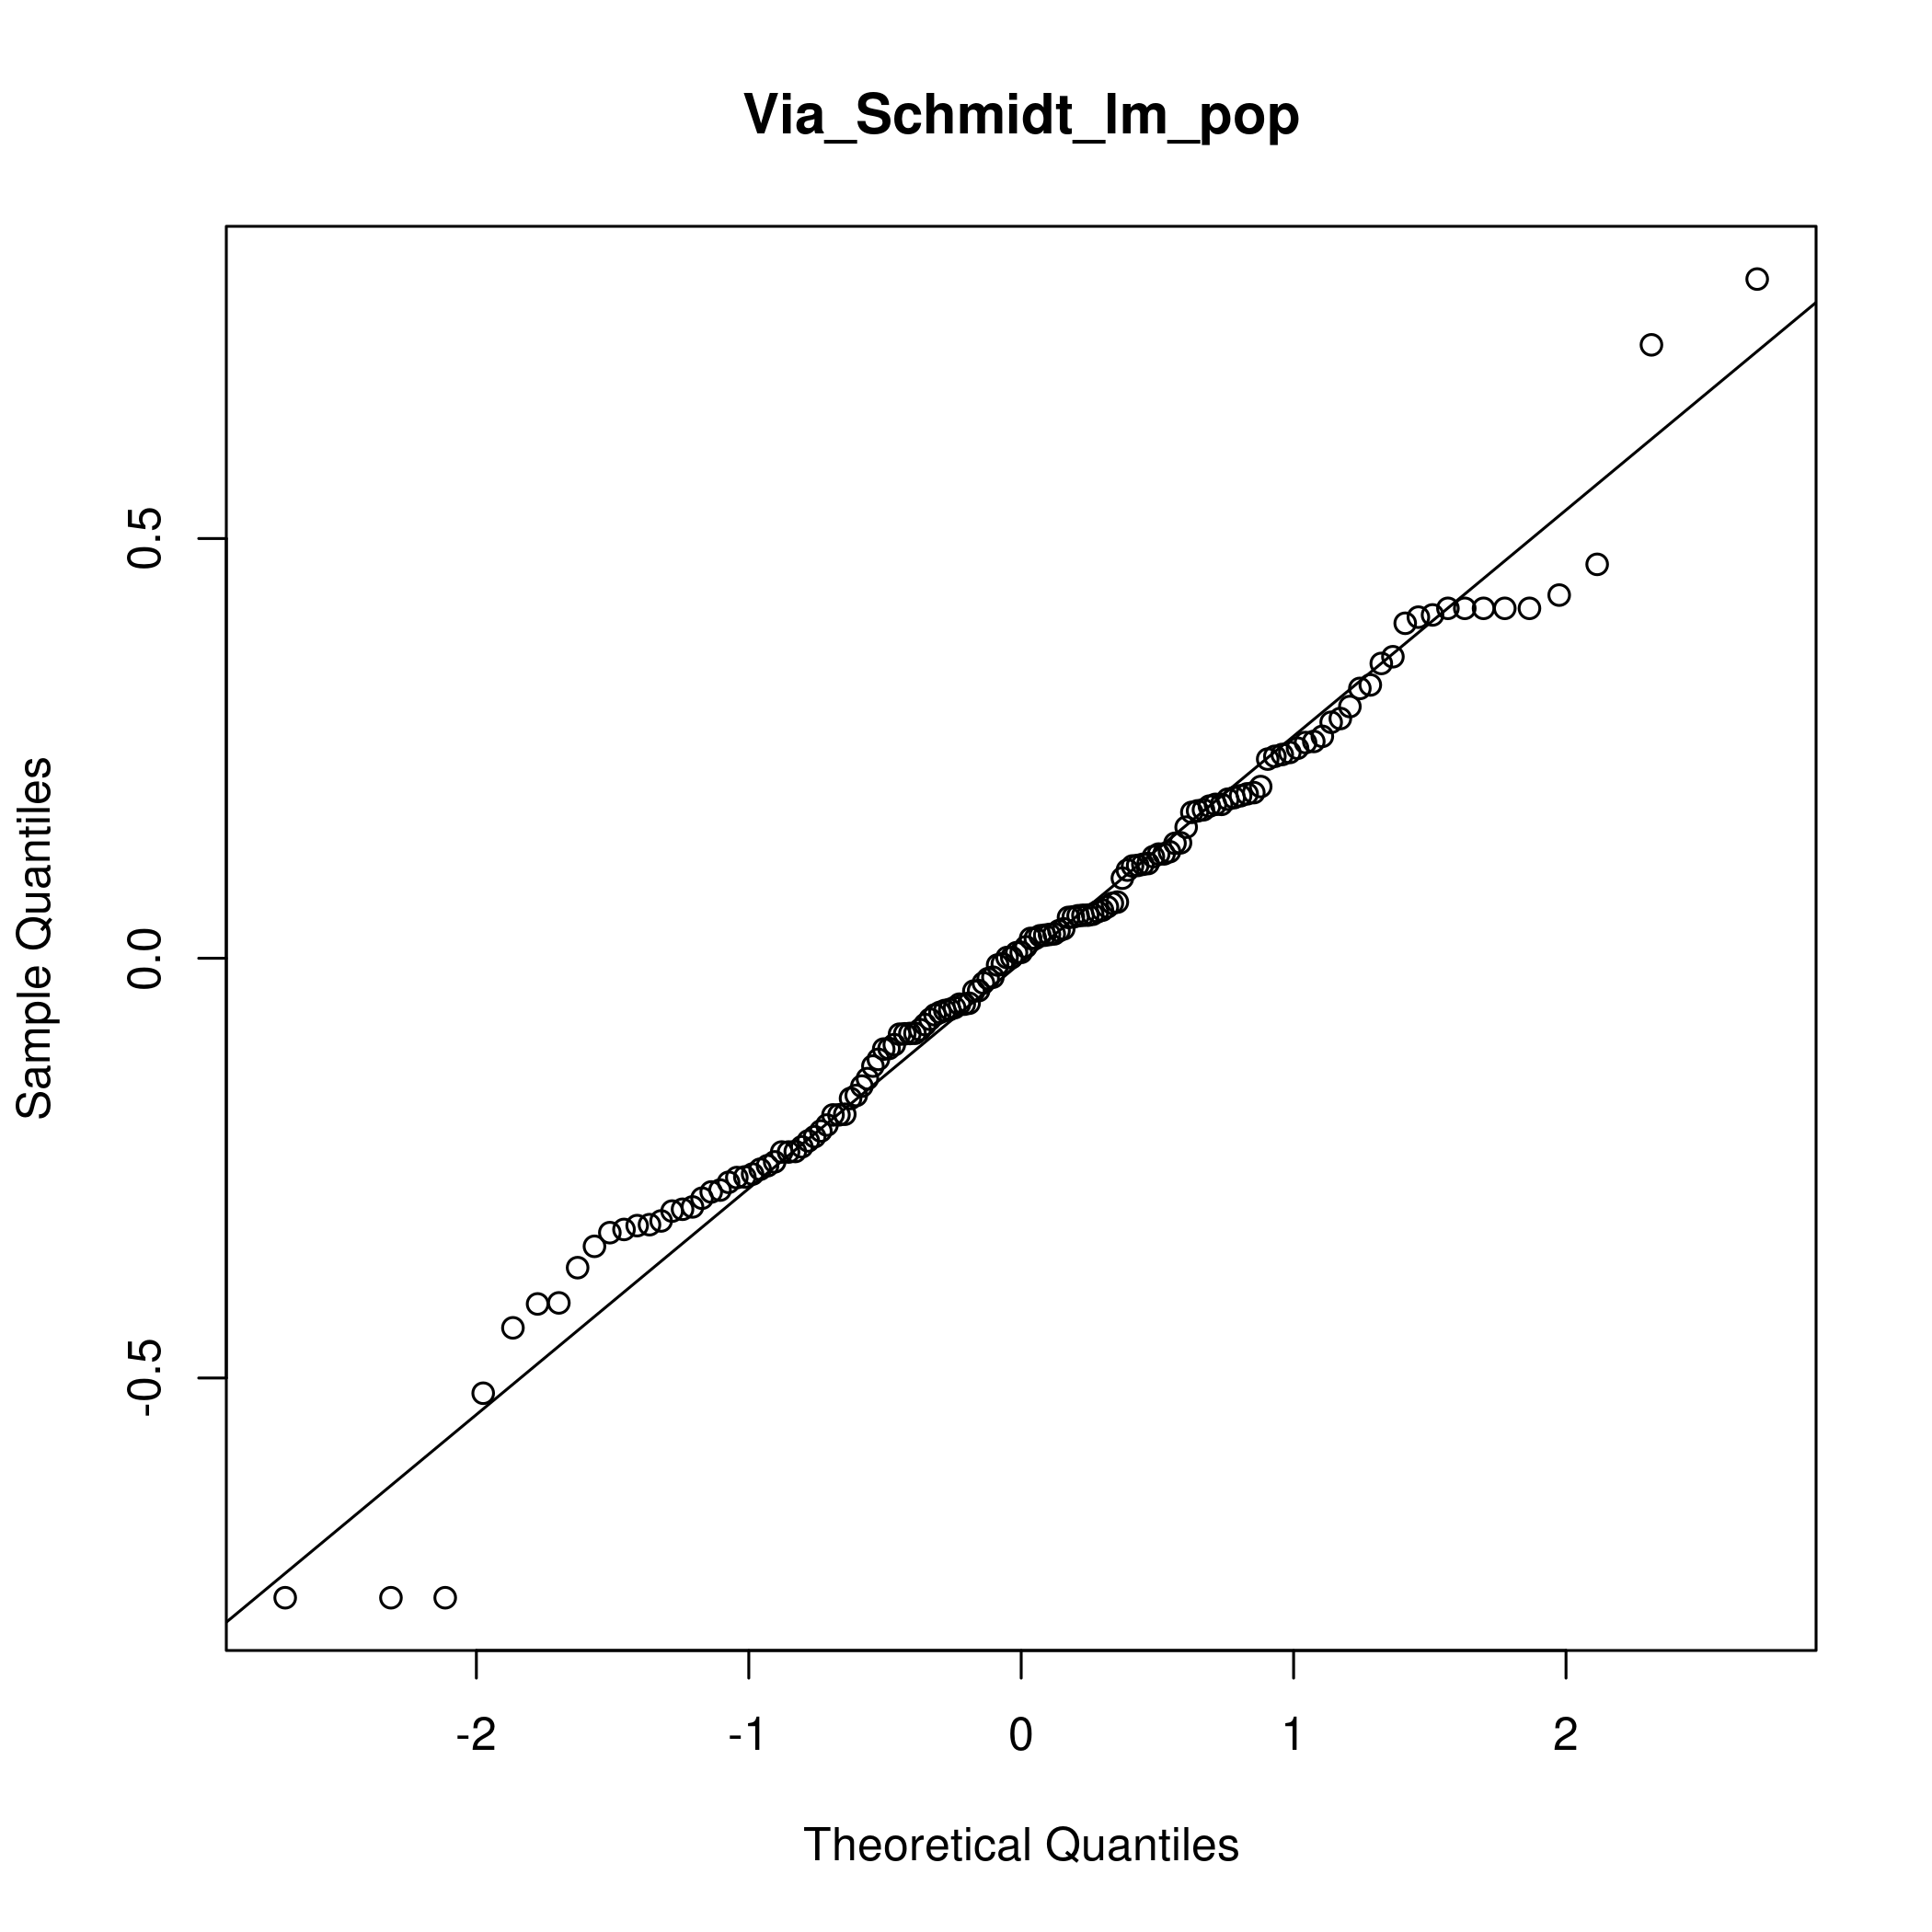 Via_Schmidt_lm_pop
Sample Quantiles
0.5
0.0
-0.5
-2 -1 0 1 2
Theoretical Quantiles